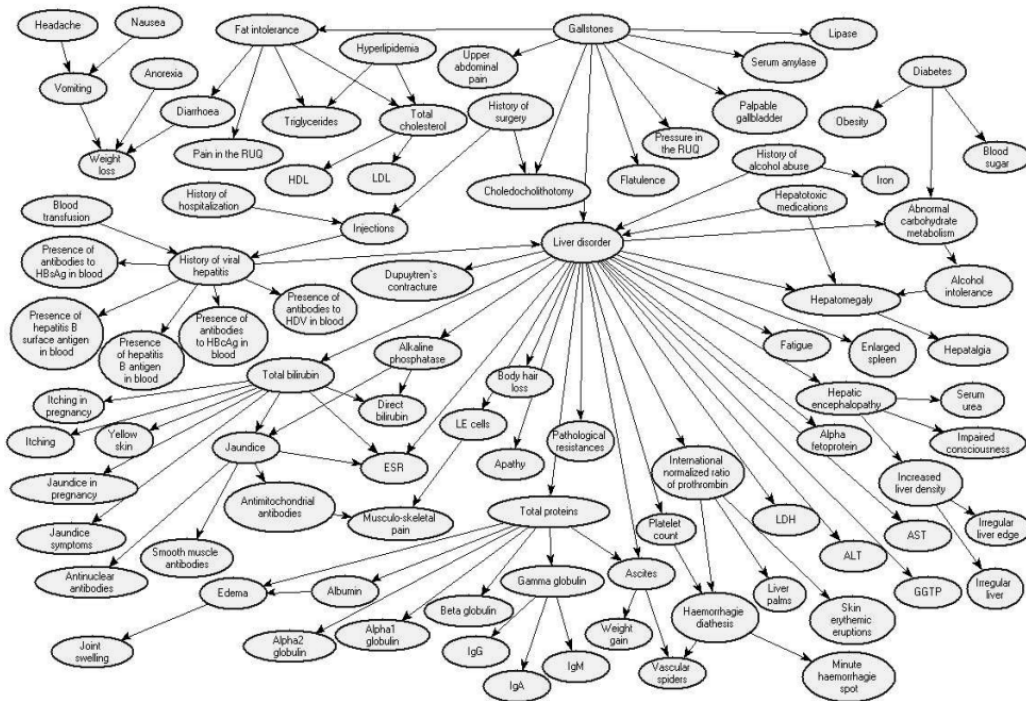 Headache
Nausea
Fat intolerance
Gallstones
Lipase
Hyperlipidemia
Upper
abdominal
pain
Serum amylase
Vomiting
Anorexia
Diabetes
Diarrhoea
Triglycerides
Total
cholesterol
History of
surgery
Palpable
gallbladder
Obesity
Weight
loss
Pain in the RUQ
HDL
LDL
Choledocholithotomy
Flatulence
Pressure in
the RUQ
History of
alcohol abuse
Iron
Blood
sugar
Blood
transfusion
History of
hospitalization
Injections
Hepatotoxic
medications
Abnormal
carbohydrate
metabolism
Liver disorder
Presence of
antibodies to
HBsAg in blood
History of viral
hepatitis
Dupuytren's
contracture
Hepatomegaly
Alcohol
intolerance
Presence of
hepatitis B
surface antigen
in blood
Presence
of hepatitis
B antigen
in blood
Presence of
antibodies
to HBcAg in
blood
Presence of
antibodies to
HDV in blood
Alkaline
phosphatase
Fatigue
Enlarged
spleen
Hepatalgia
Total bilirubin
Body hair
loss
Hepatic
encephalopathy
Serum
urea
Itching in
pregnancy
Direct
bilirubin
Itching
Yellow
skin
Jaundice
LE cells
Pathological
resistances
Alpha
fetoprotein
Impaired
consciousness
ESR
Apathy
International
normalized ratio
of prothrombin
Increased
liver density
Jaundice in
pregnancy
Antimitochondrial
antibodies
Musculo-skeletal
pain
Total proteins
Platelet
count
LDH
ALT
AST
Irregular
liver edge
Jaundice
symptoms
Smooth muscle
antibodies
Antinuclear
antibodies
Edema
Albumin
Gamma
globulin
Ascites
Liver
palms
GGTP
Irregular
liver
Beta globulin
Haemorrhagie
diathesis
Skin
erythemic
eruptions
Joint
swelling
Alpha2
globulin
Alpha1
globulin
IgG
IgA
IgM
Weight
gain
Vascular
spiders
Minute
haemorrhagie
spot